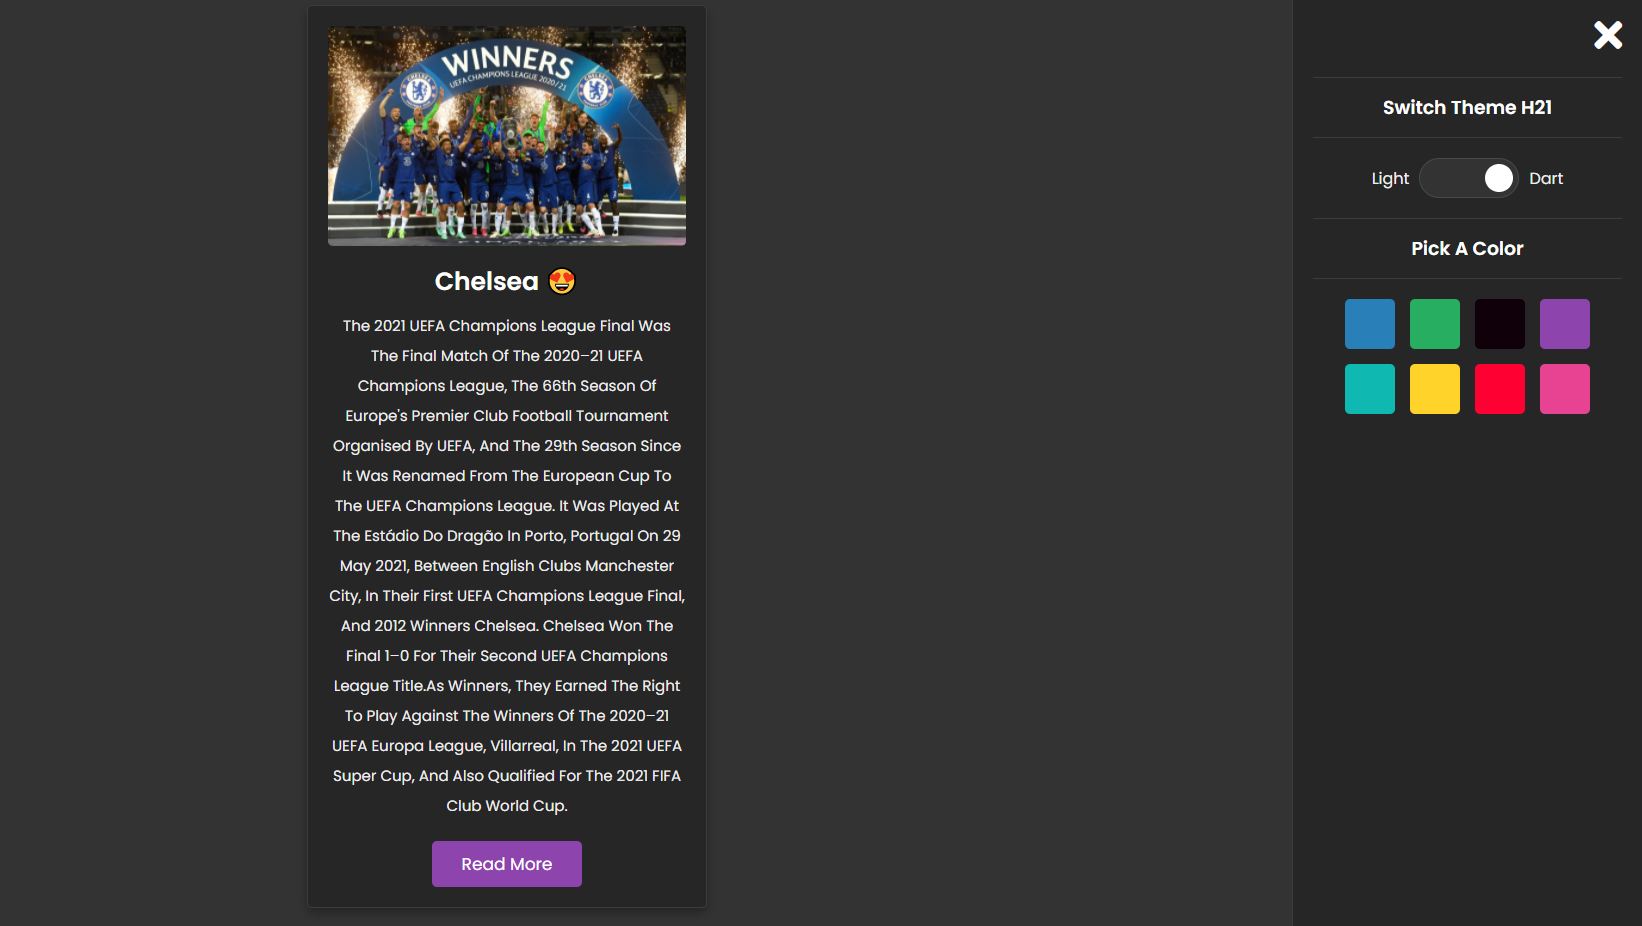 WINNERS
UEFA CHAMPIONS LEAGUE 2020/21
Chelsea 😍
The 2021 UEFA Champions League Final Was
The Final Match Of The 2020–21 UEFA
Champions League, The 66th Season Of
Europe's Premier Club Football Tournament
Organised By UEFA, And The 29th Season Since
It Was Renamed From The European Cup To
The UEFA Champions League. It Was Played At
The Estádio Do Dragão In Porto, Portugal On 29
May 2021, Between English Clubs Manchester
City, In Their First UEFA Champions League Final,
And 2012 Winners Chelsea. Chelsea Won The
Final 1–0 For Their Second UEFA Champions
League Title.As Winners, They Earned The Right
To Play Against The Winners Of The 2020–21
UEFA Europa League, Villarreal, In The 2021 UEFA
Super Cup, And Also Qualified For The 2021 FIFA
Club World Cup.
Read More
Switch Theme H21
Light Dart
Pick A Color